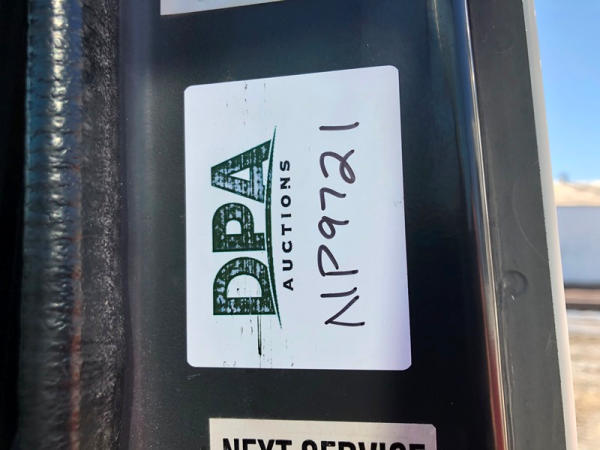 DPA
AUCTIONS
NP9721
NEXT SERVICE